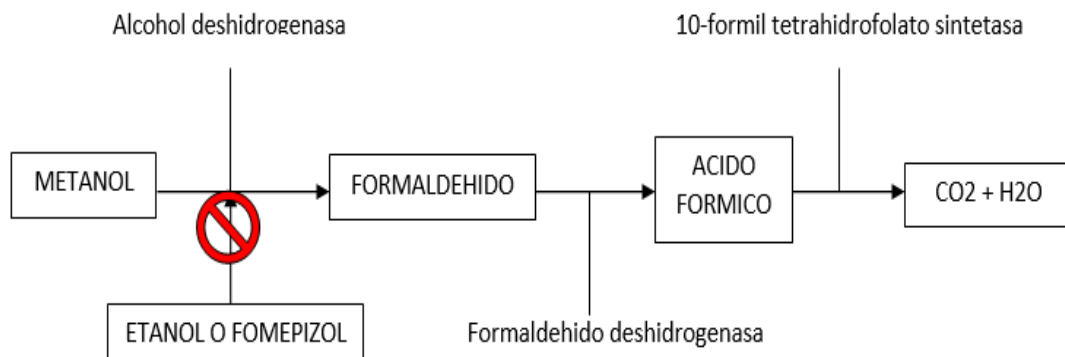 Alcohol deshidrogenasa
10-formil tetrahidrofolato sintetasa
METANOL
FORMALDEHIDO
ACIDO
FORMICO
CO2 + H2O
ETANOL O FOMEPIZOL
Formaldehido deshidrogenasa